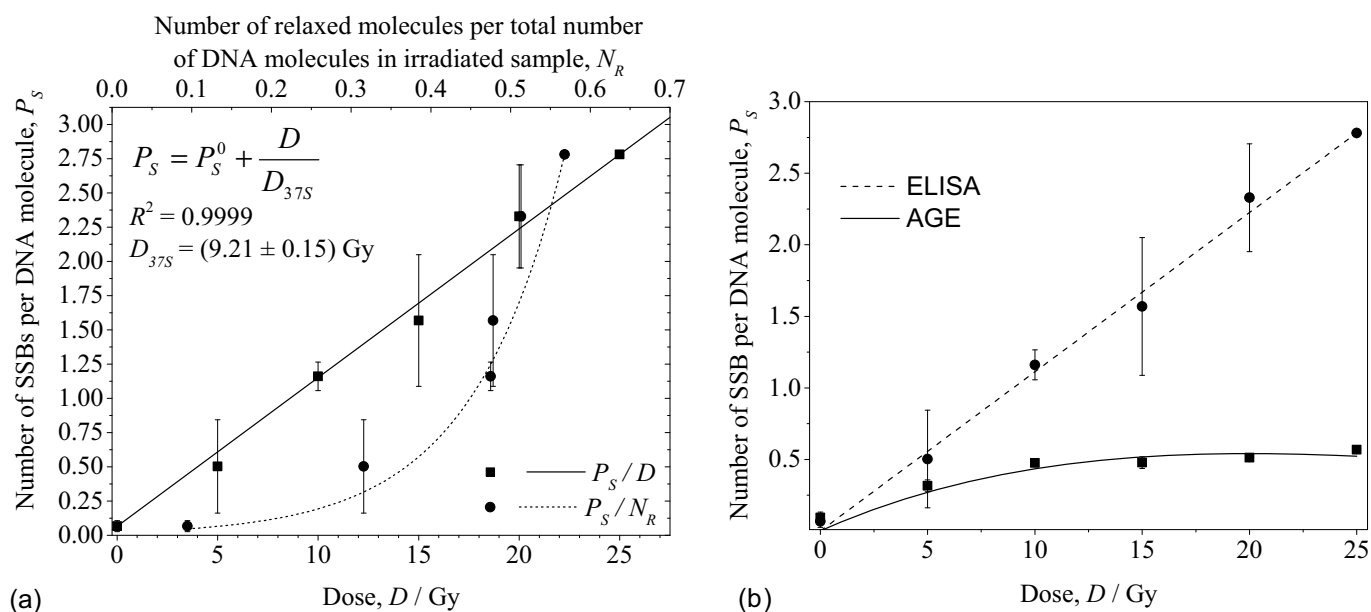 Number of relaxed molecules per total number
of DNA molecules in irradiated sample, N_R
0.0 0.1 0.2 0.3 0.4 0.5 0.6 0.7
Number of SSBs per DNA molecule, P_S
3.00
2.75
2.50
2.25
2.00
1.75
1.50
1.25
1.00
0.75
0.50
0.25
0.00
P_S = P_S^0 + D / D_37S
R² = 0.9999
D_37S = (9.21 ± 0.15) Gy
P_S / D
P_S / N_R
0 5 10 15 20 25
Dose, D / Gy
(a)
Number of SSB per DNA molecule, P_S
3.0
2.5
2.0
1.5
1.0
0.5
ELISA
AGE
0 5 10 15 20 25
Dose, D / Gy
(b)